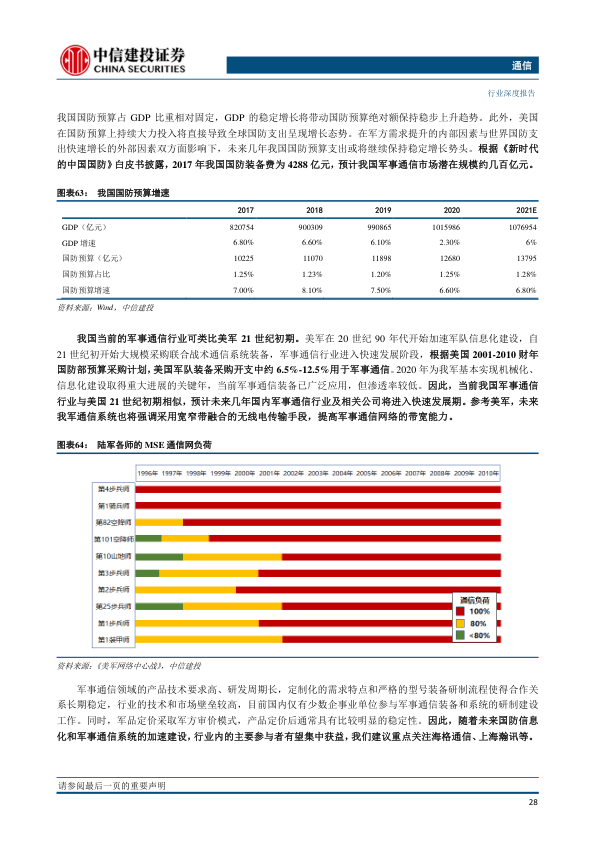 中信建投证券
CHINA SECURITIES
通信
行业深度报告
我国国防预算占 GDP 比重相对固定，GDP 的稳定增长将带动国防预算绝对额保持稳步上升趋势。此外，美国
在国防预算上持续大力投入将直接导致全球国防支出呈现增长态势。在军方需求提升的内部因素与世界国防支
出快速增长的外部因素双方面影响下，未来几年我国国防预算支出或将继续保持稳定增长势头。根据《新时代
的中国国防》白皮书披露，2017 年我国国防装备费为 4288 亿元，预计我国军事通信市场潜在规模约几百亿元。
图表63： 我国国防预算增速
2017 2018 2019 2020 2021E
GDP（亿元） 820754 900309 990865 1015986 1076954
GDP 增速 6.80% 6.60% 6.10% 2.30% 6%
国防预算（亿元） 10225 11070 11898 12680 13795
国防预算占比 1.25% 1.23% 1.20% 1.25% 1.28%
国防预算增速 7.00% 8.10% 7.50% 6.60% 6.80%
资料来源：Wind，中信建投
我国当前的军事通信行业可类比美军 21 世纪初期。美军在 20 世纪 90 年代开始加速军队信息化建设，自
21 世纪初开始大规模采购联合战术通信系统装备，军事通信行业进入快速发展阶段，根据美国 2001-2010 财年
国防部预算采购计划，美国军队装备采购开支中约 6.5%-12.5%用于军事通信。2020 年为我军基本实现机械化、
信息化建设取得重大进展的关键年，当前军事通信装备已广泛应用，但渗透率较低。因此，当前我国军事通信
行业与美国 21 世纪初期相似，预计未来几年国内军事通信行业及相关公司将进入快速发展期。参考美军，未来
我军通信系统也将强调采用宽窄带融合的无线电传输手段，提高军事通信网络的带宽能力。
图表64： 陆军各师的 MSE 通信网负荷
1996年 1997年 1998年 1999年 2000年 2001年 2002年 2003年 2004年 2005年 2006年 2007年 2008年 2009年 2010年
第4步兵师
第1骑兵师
第82空降师
第101空降师
第10山地师
第3步兵师
第2步兵师
第25步兵师
第1步兵师
第1装甲师
通信负荷
100%
80%
<80%
资料来源：《美军网络中心战》，中信建投
军事通信领域的产品技术要求高、研发周期长，定制化的需求特点和严格的型号装备研制流程使得合作关
系长期稳定，行业的技术和市场壁垒较高，目前国内仅有少数企事业单位参与军事通信装备和系统的研制建设
工作。同时，军品定价采取军方审价模式，产品定价后通常具有比较明显的稳定性。因此，随着未来国防信息
化和军事通信系统的加速建设，行业内的主要参与者有望集中获益，我们建议重点关注海格通信、上海瀚讯等。
请参阅最后一页的重要声明
28